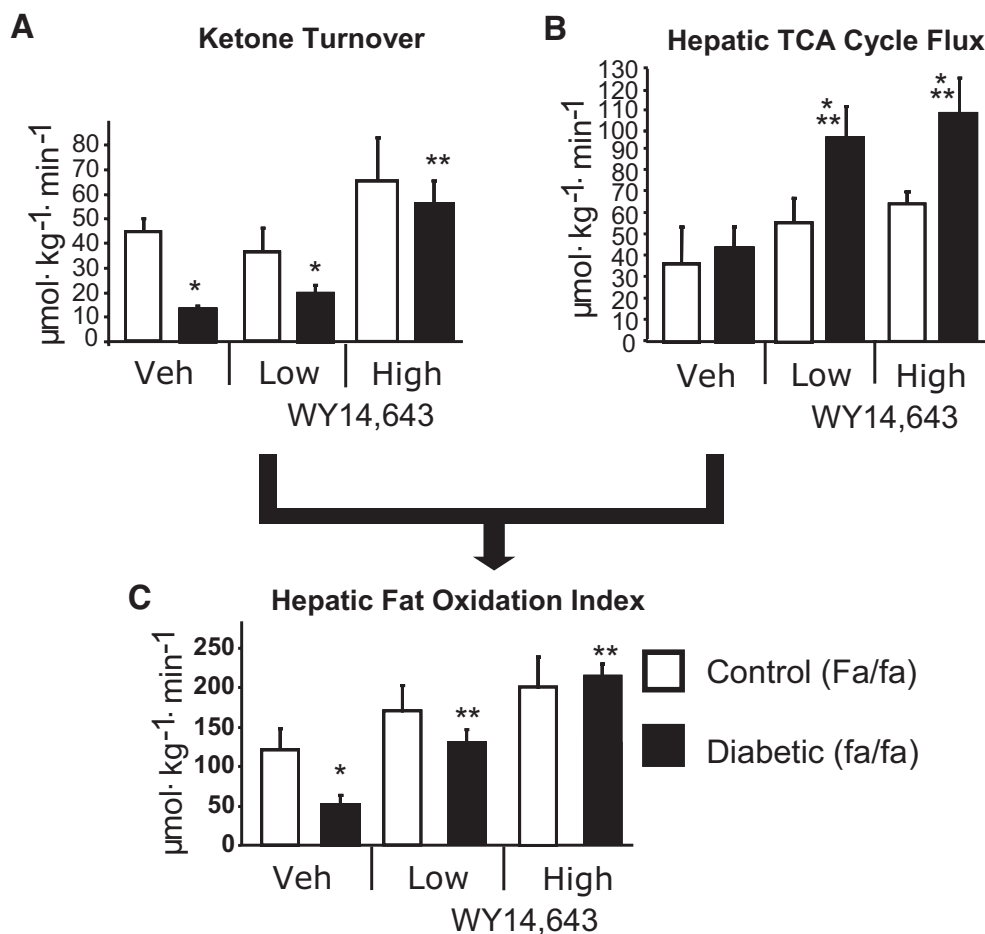 A
Ketone Turnover
µmol· kg⁻¹· min⁻¹
80
70
60
50
40
30
20
10
0
*
*
**
Veh | Low | High
WY14,643
B
Hepatic TCA Cycle Flux
µmol· kg⁻¹· min⁻¹
130
120
110
100
90
80
70
60
50
40
30
20
10
0
*
**
*
**
Veh | Low | High
WY14,643
C
Hepatic Fat Oxidation Index
µmol· kg⁻¹· min⁻¹
250
200
150
100
50
0
*
**
**
Veh | Low | High
WY14,643
Control (Fa/fa)
Diabetic (fa/fa)